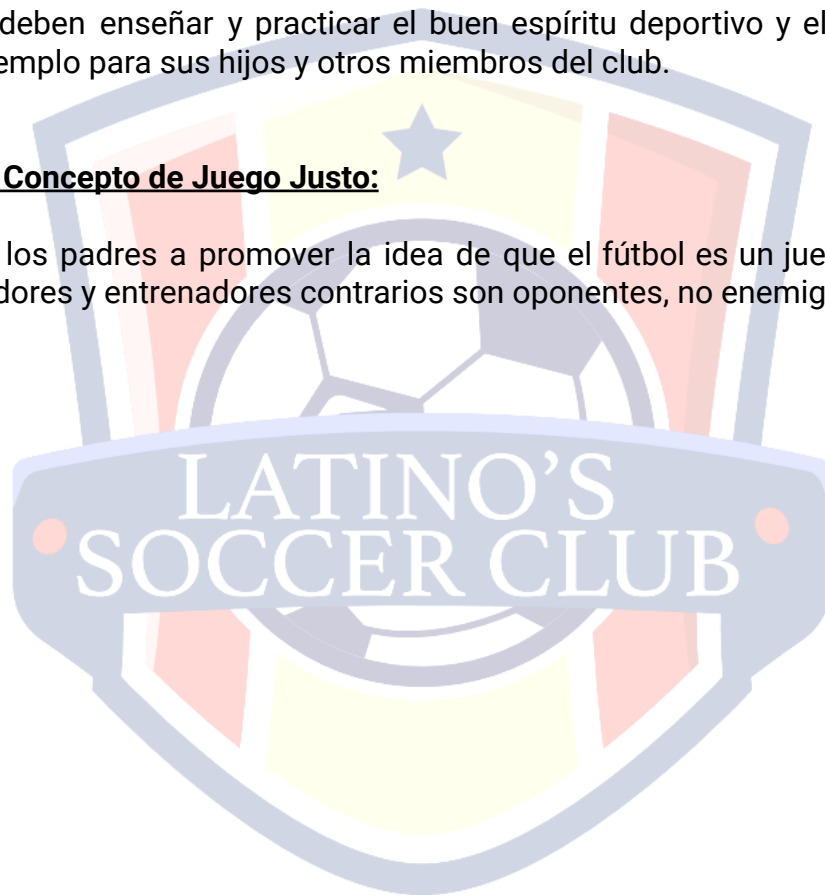 deben enseñar y practicar el buen espíritu deportivo y el
emplo para sus hijos y otros miembros del club.
Concepto de Juego Justo:
los padres a promover la idea de que el fútbol es un jue
dores y entrenadores contrarios son oponentes, no enemig
LATINO'S
SOCCER CLUB